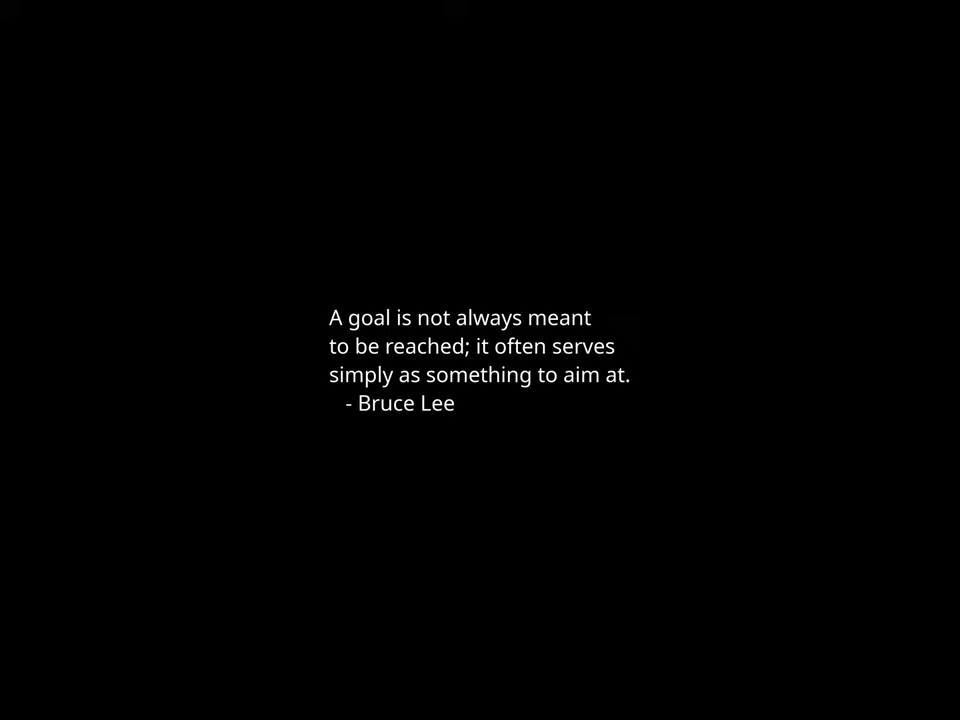 A goal is not always meant
to be reached; it often serves
simply as something to aim at.
- Bruce Lee